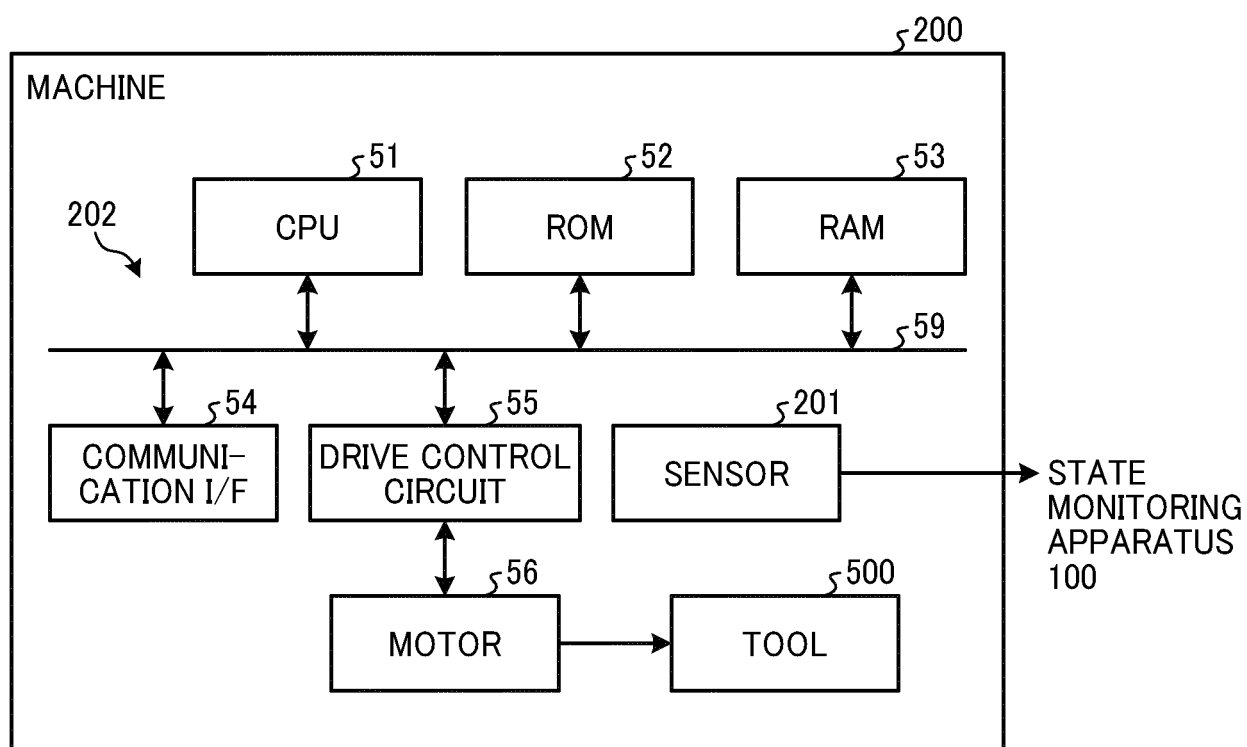 200
MACHINE
51
52
53
202
CPU
ROM
RAM
59
54
55
201
COMMUNI-
CATION I/F
DRIVE CONTROL
CIRCUIT
SENSOR
STATE
MONITORING
APPARATUS
100
56
500
MOTOR
TOOL